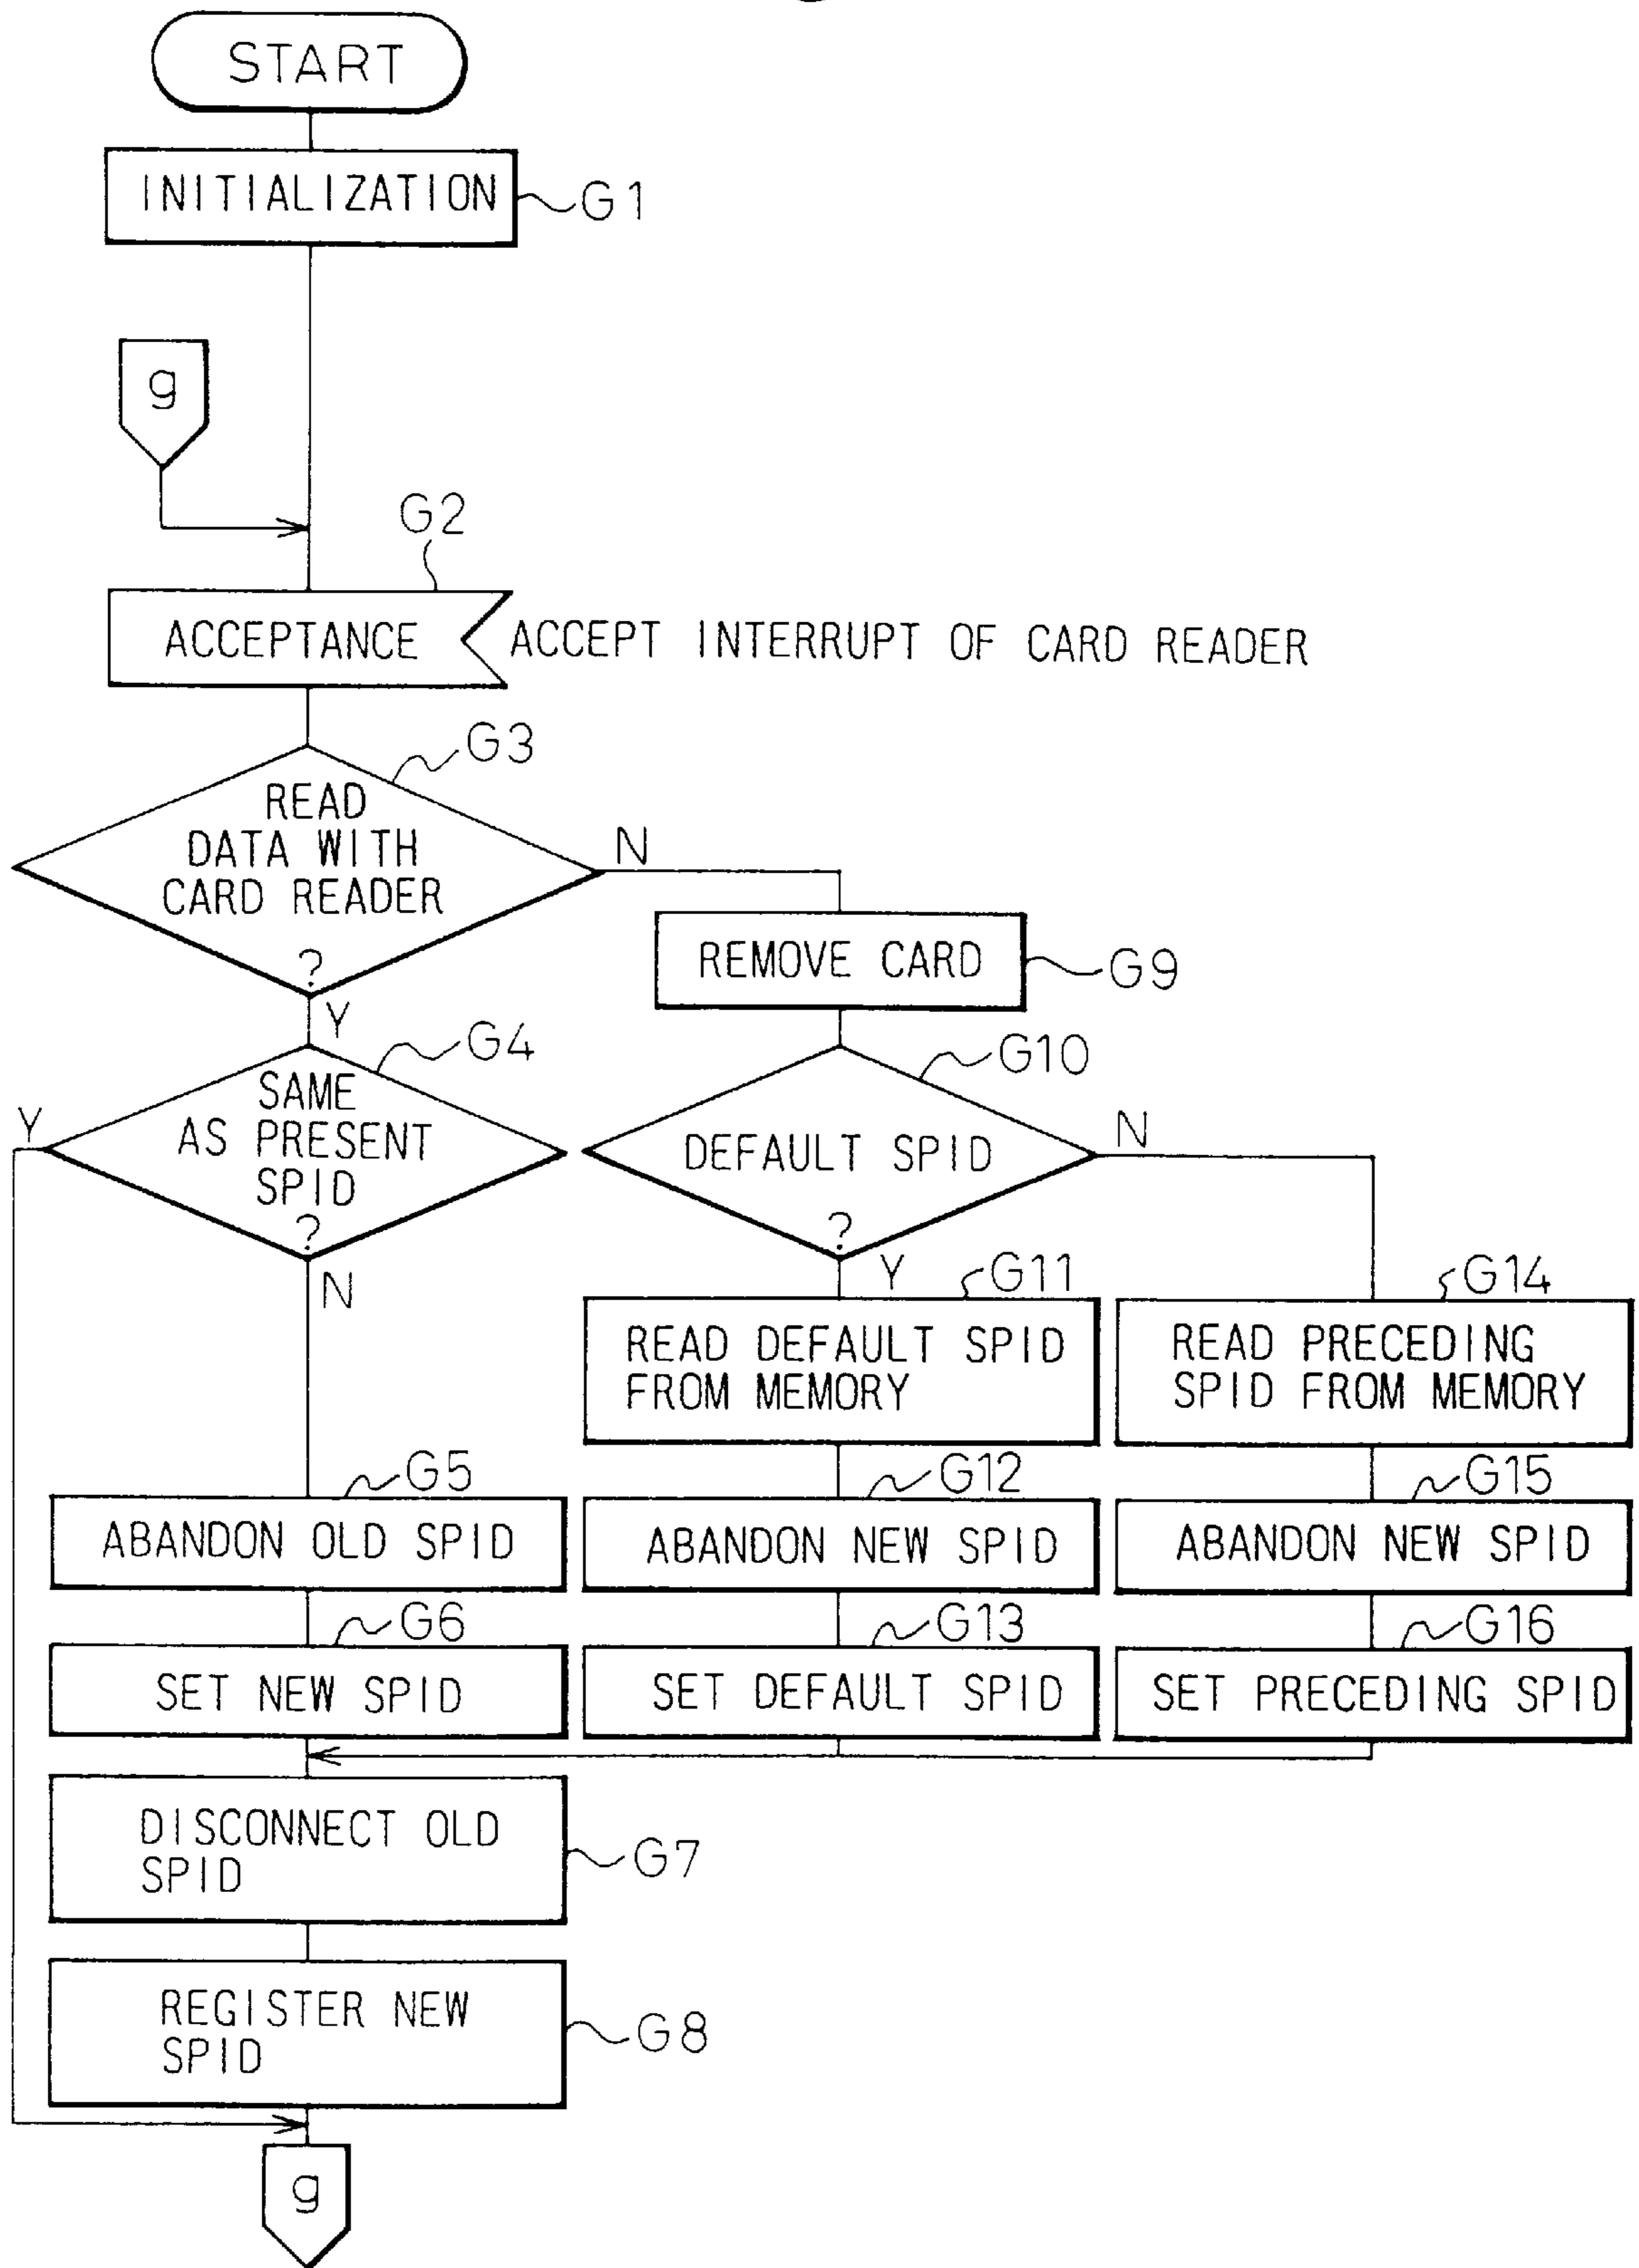 START
INITIALIZATION
G1
g
G2
ACCEPTANCE
ACCEPT INTERRUPT OF CARD READER
G3
READ
DATA WITH
CARD READER
?
N
Y
REMOVE CARD
G9
G4
SAME
AS PRESENT
SPID
?
Y
N
G10
DEFAULT SPID
?
N
Y
G11
READ DEFAULT SPID
FROM MEMORY
G14
READ PRECEDING
SPID FROM MEMORY
G5
ABANDON OLD SPID
G12
ABANDON NEW SPID
G15
ABANDON NEW SPID
G6
SET NEW SPID
G13
SET DEFAULT SPID
G16
SET PRECEDING SPID
DISCONNECT OLD
SPID
G7
REGISTER NEW
SPID
G8
g